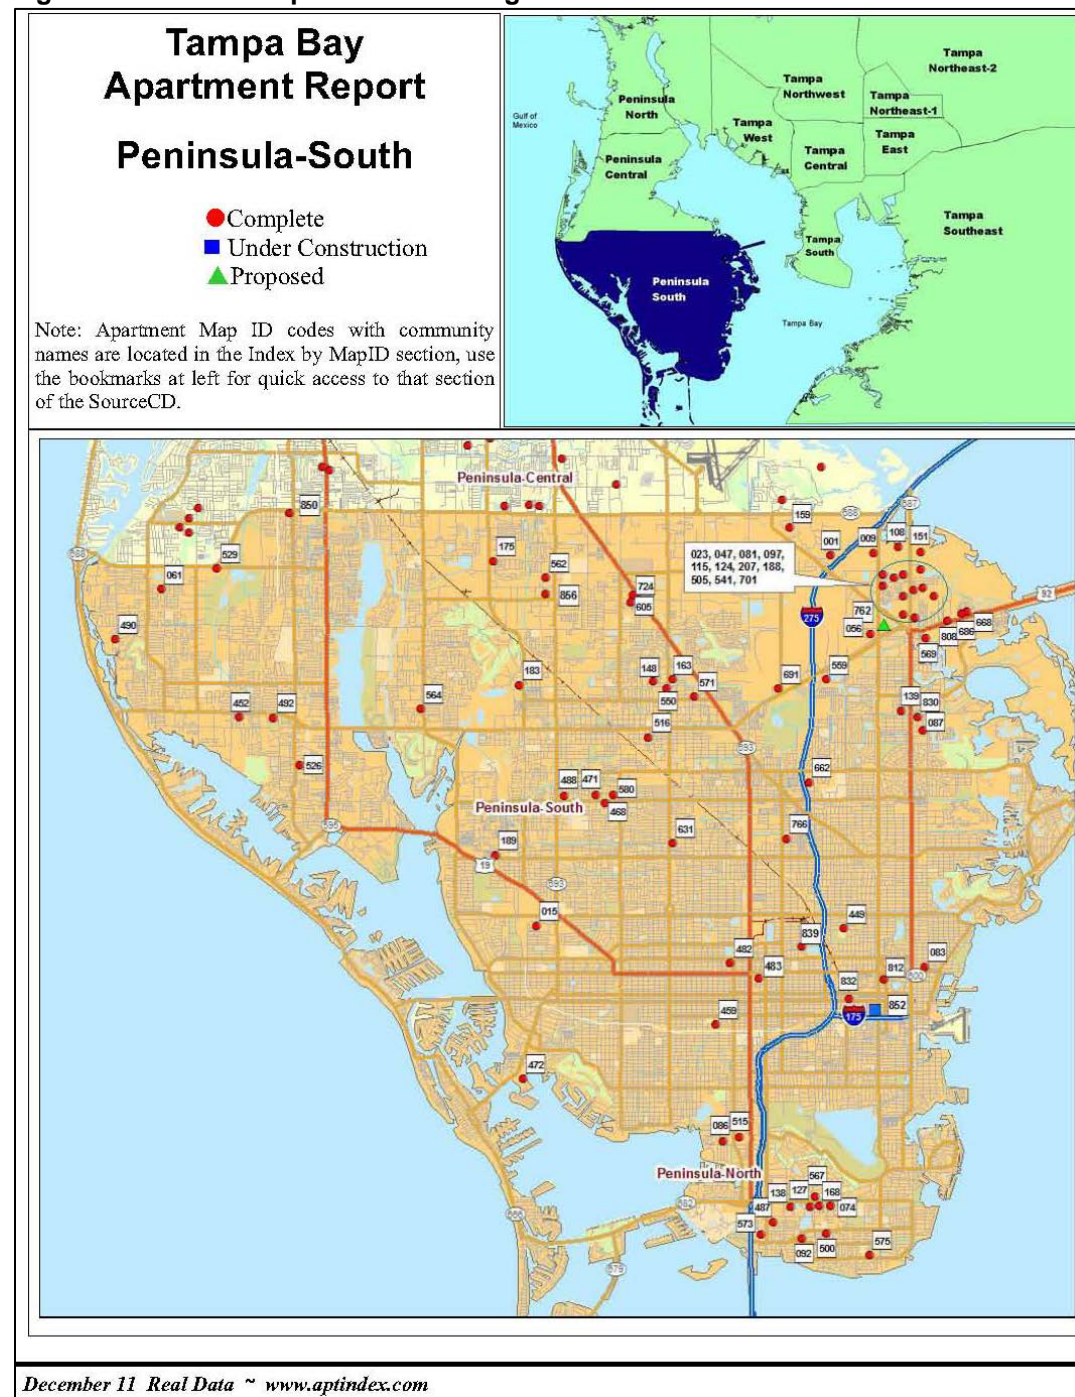 Tampa Bay
Apartment Report
Peninsula-South
Complete
Under Construction
Proposed
Note: Apartment Map ID codes with community
names are located in the Index by MapID section, use
the bookmarks at left for quick access to that section
of the SourceCD.
Gulf of
Mexico
Peninsula
North
Peninsula
Central
Peninsula
South
Tampa
West
Tampa
Northwest
Tampa
Central
Tampa
South
Tampa
Northeast-2
Tampa
Northeast-1
Tampa
East
Tampa
Southeast
Tampa Bay
Peninsula-Central
850
159
108
151
009
001
529
175
562
023, 047, 081, 097,
115, 124, 207, 188,
505, 541, 701
061
856
724
605
275
92
762
056
668
686
808
569
490
183
148
163
550
571
691
559
564
452
492
139
830
087
516
693
526
662
488
471
580
468
Peninsula-South
631
766
189
19
693
015
449
839
482
483
083
812
832
852
175
459
472
086
515
Peninsula-North
567
138
127
168
074
487
682
573
092
500
575
679
December 11 Real Data ~ www.aptindex.com